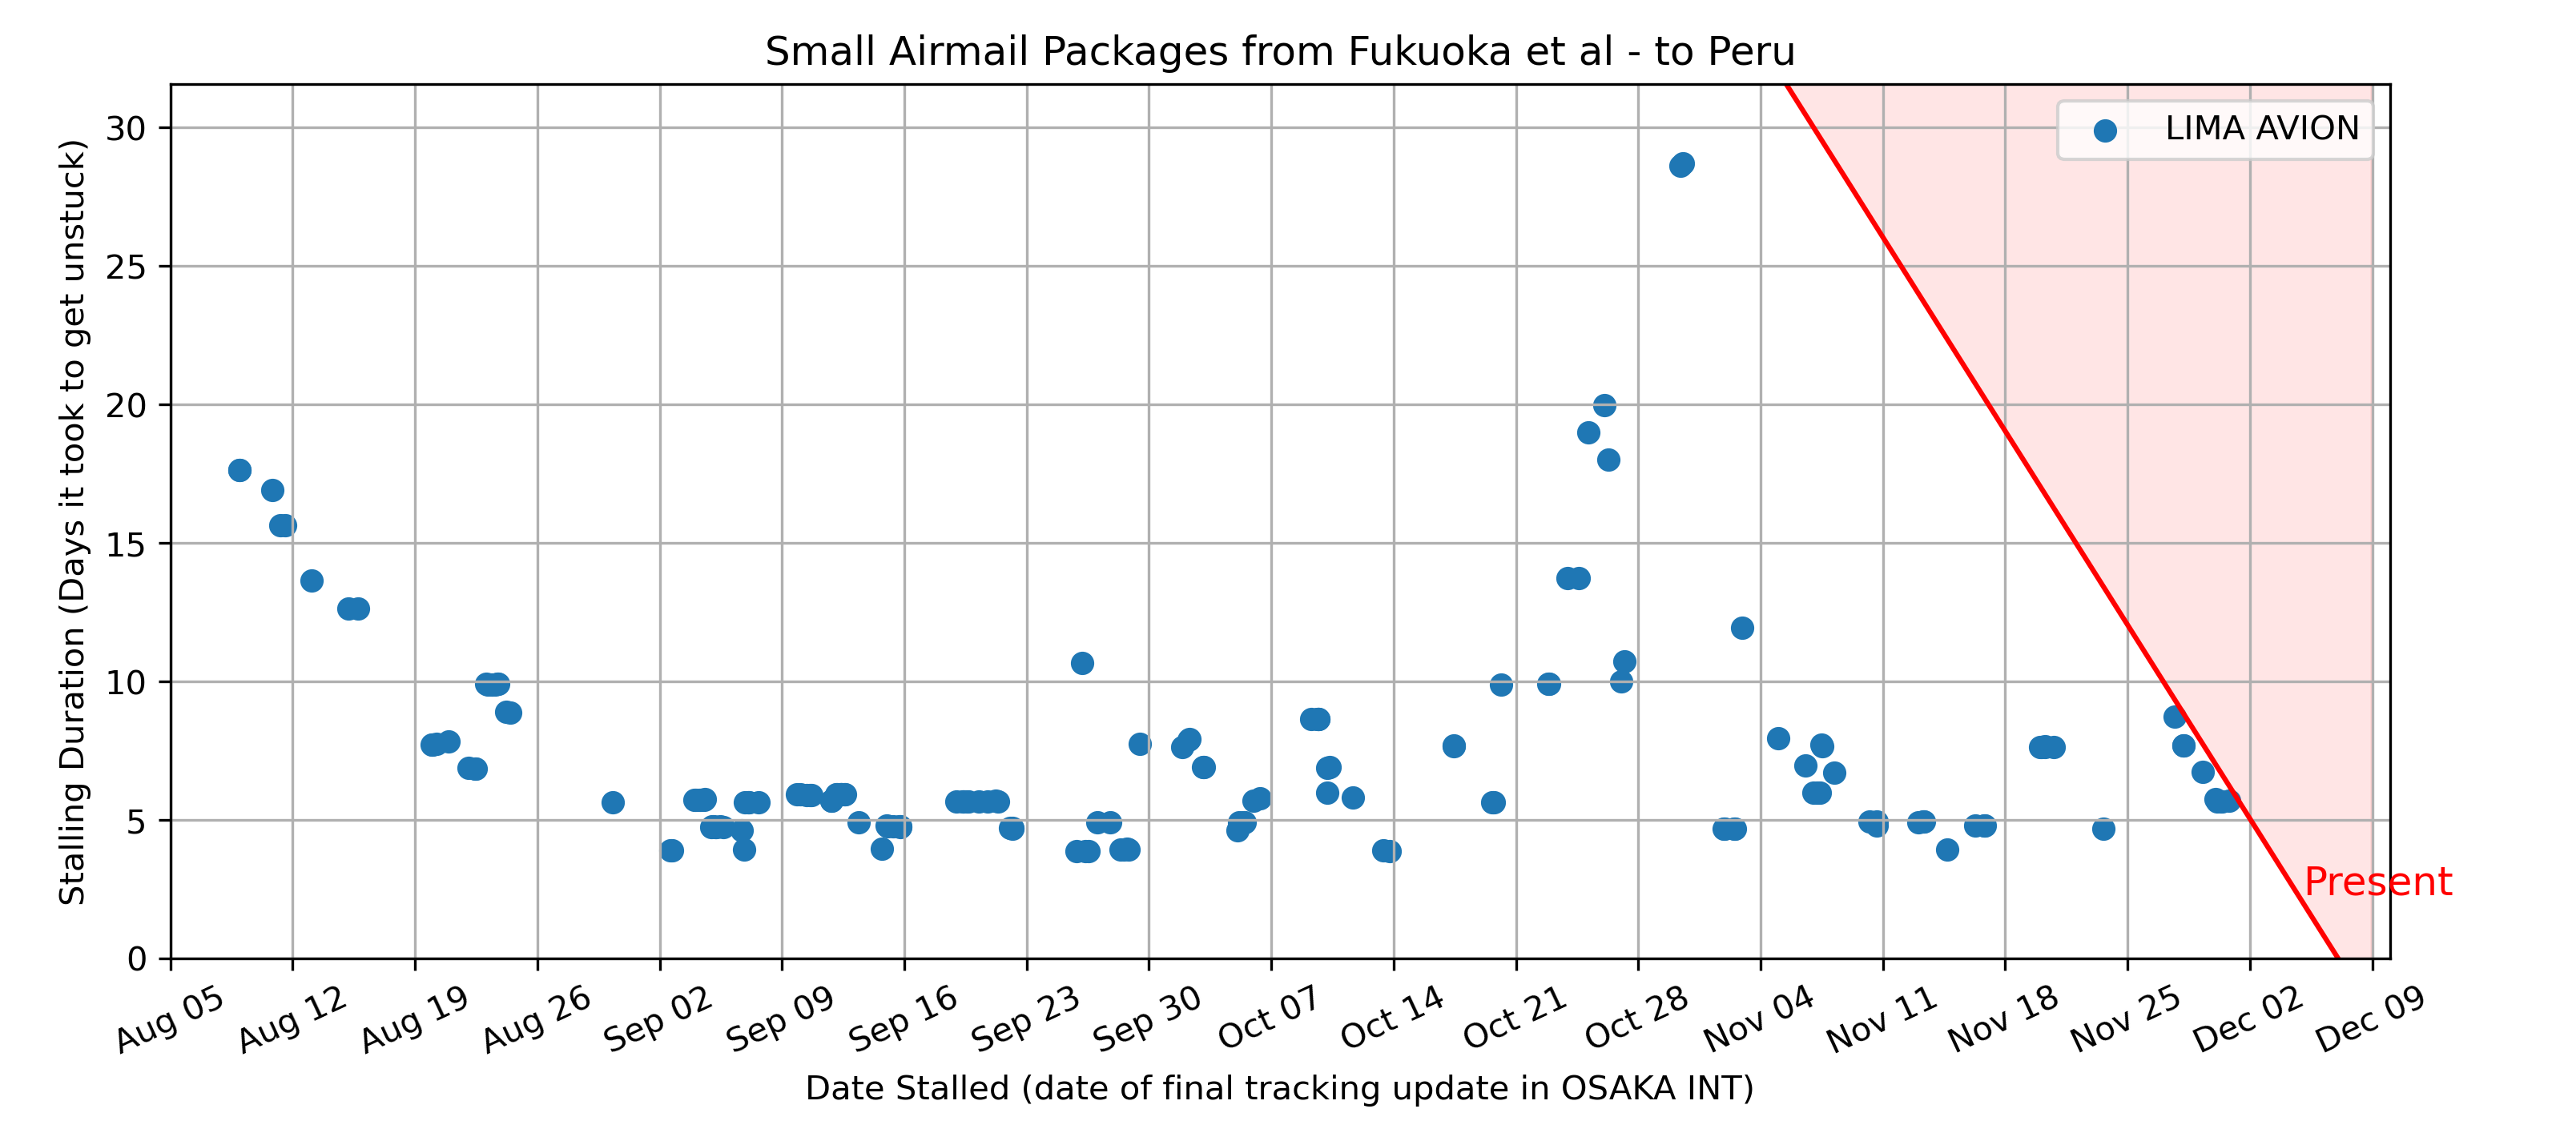 Small Airmail Packages from Fukuoka et al - to Peru
LIMA AVION
30
25
20
15
10
5
0
Stalling Duration (Days it took to get unstuck)
Present
Aug 05
Aug 12
Aug 19
Aug 26
Sep 02
Sep 09
Sep 16
Sep 23
Sep 30
Oct 07
Oct 14
Oct 21
Oct 28
Nov 04
Nov 11
Nov 18
Nov 25
Dec 02
Dec 09
Date Stalled (date of final tracking update in OSAKA INT)